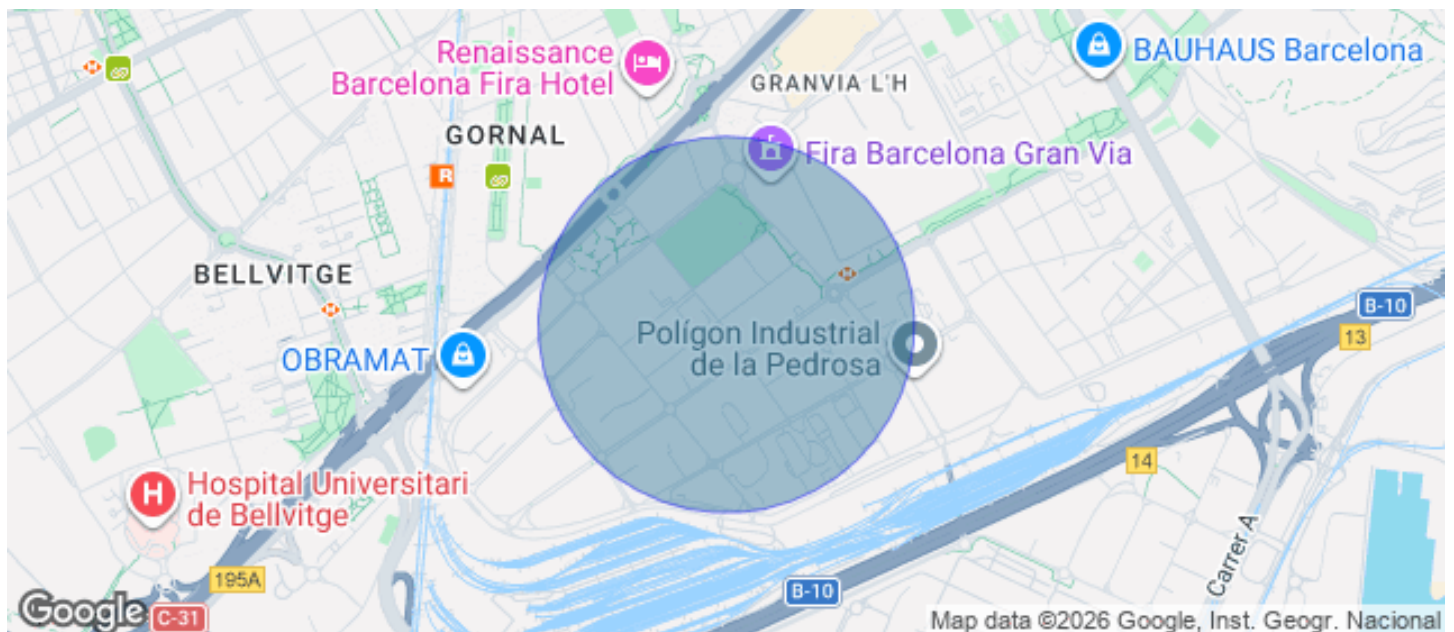 Renaissance
Barcelona Fira Hotel
BAUHAUS Barcelona
GRANVIA L'H
GORNAL
Fira Barcelona Gran Via
R
BELLVITGE
B-10
13
Polígon Industrial
de la Pedrosa
OBRAMAT
14
H
Hospital Universitari
de Bellvitge
Carrer A
195A
B-10
Google
C-31
Map data ©2026 Google, Inst. Geogr. Nacional